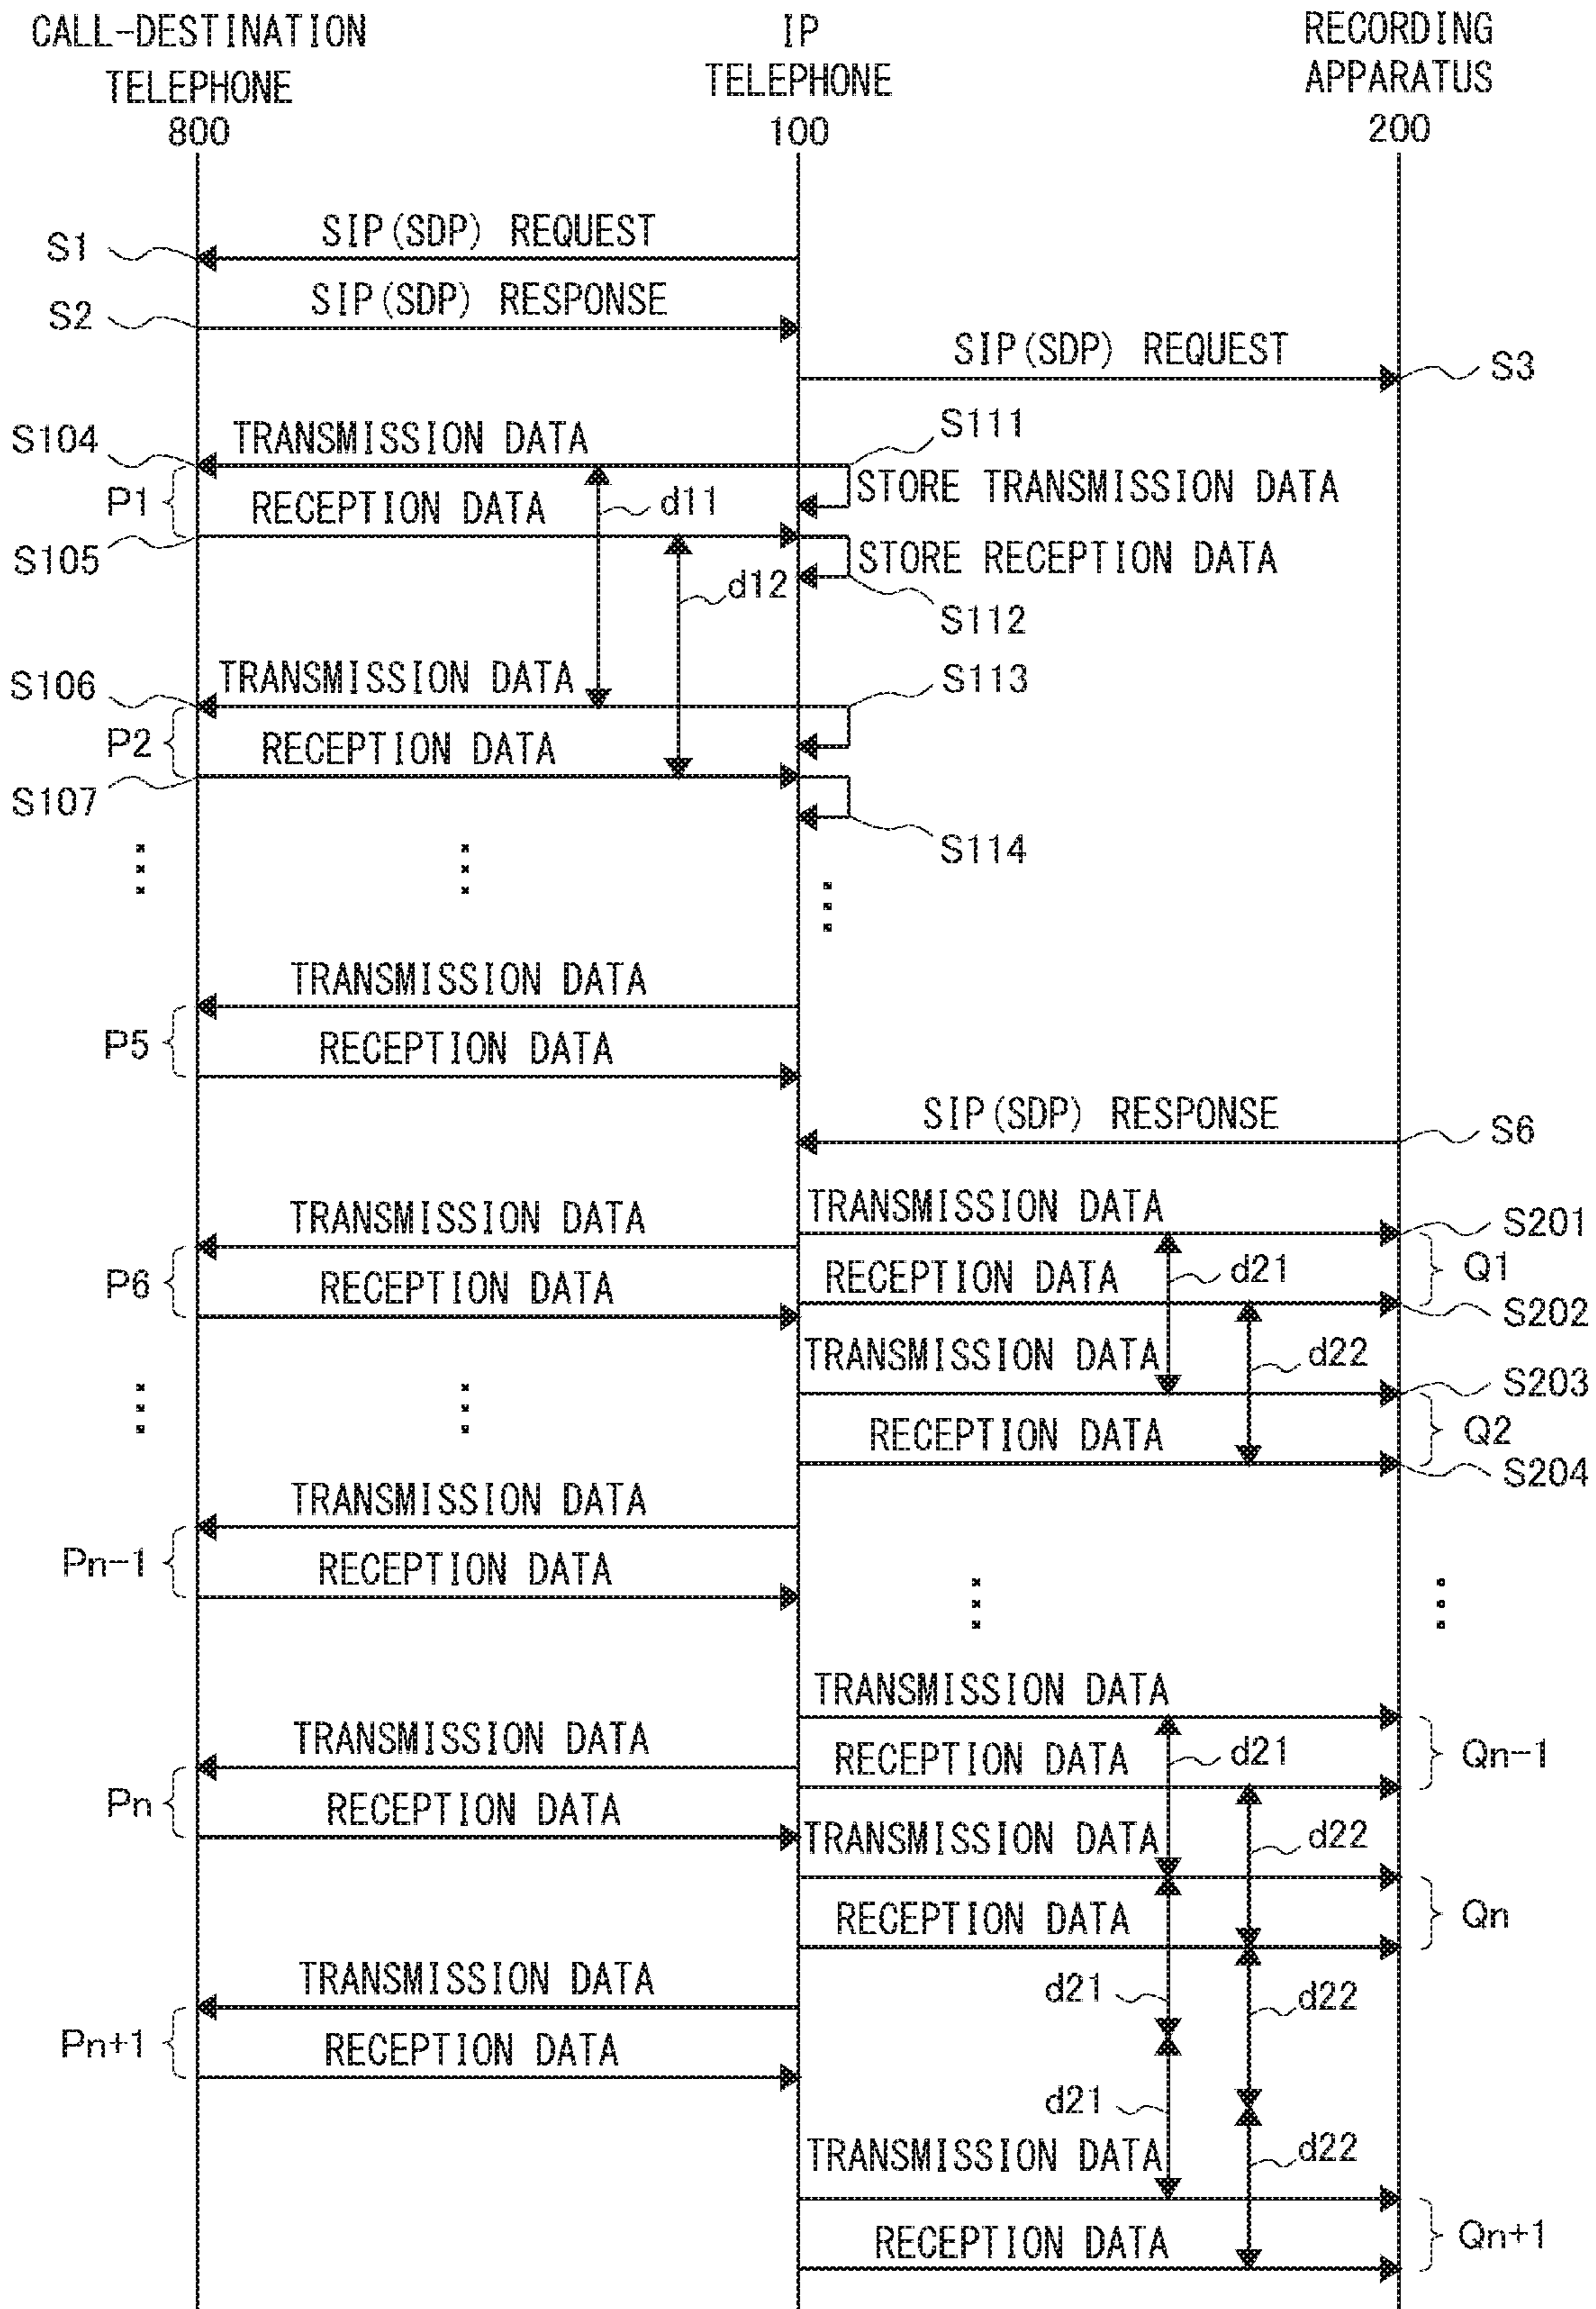 CALL-DESTINATION TELEPHONE 800
IP TELEPHONE 100
RECORDING APPARATUS 200
S1 SIP(SDP) REQUEST
S2 SIP(SDP) RESPONSE
SIP(SDP) REQUEST S3
S104 TRANSMISSION DATA S111
P1 STORE TRANSMISSION DATA
RECEPTION DATA d11
S105 STORE RECEPTION DATA
d12
S112
S106 TRANSMISSION DATA S113
P2 RECEPTION DATA
S107
S114
TRANSMISSION DATA
P5 RECEPTION DATA
SIP(SDP) RESPONSE S6
TRANSMISSION DATA TRANSMISSION DATA S201
P6 RECEPTION DATA RECEPTION DATA d21 Q1
S202
TRANSMISSION DATA d22 S203
RECEPTION DATA Q2
S204
TRANSMISSION DATA
Pn-1 RECEPTION DATA
TRANSMISSION DATA
TRANSMISSION DATA RECEPTION DATA d21 Qn-1
Pn RECEPTION DATA TRANSMISSION DATA d22
RECEPTION DATA Qn
TRANSMISSION DATA d21 d22
Pn+1 RECEPTION DATA
d21
TRANSMISSION DATA d22
RECEPTION DATA Qn+1